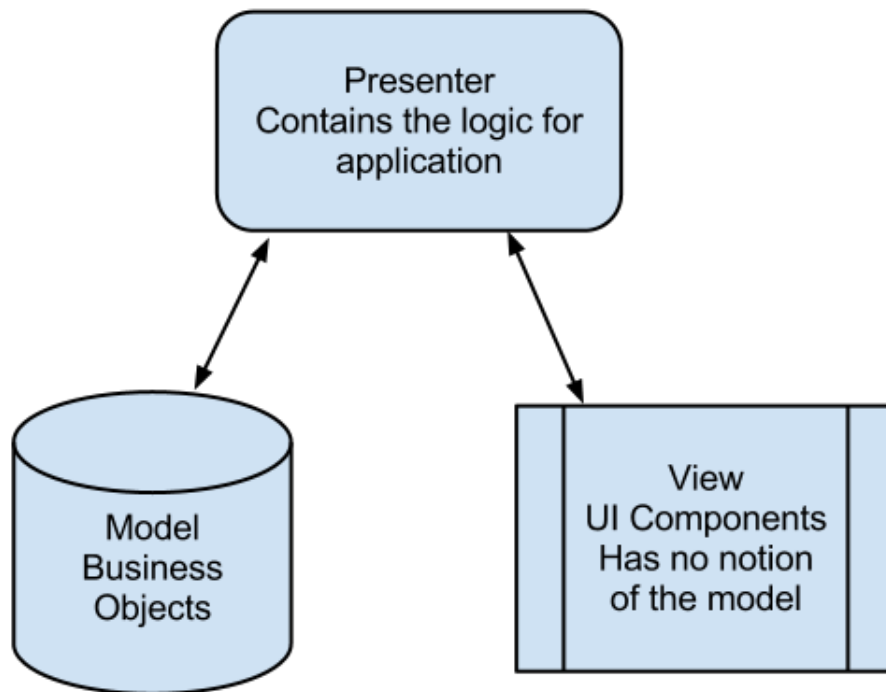 Presenter
Contains the logic for
application
Model
Business
Objects
View
UI Components
Has no notion
of the model